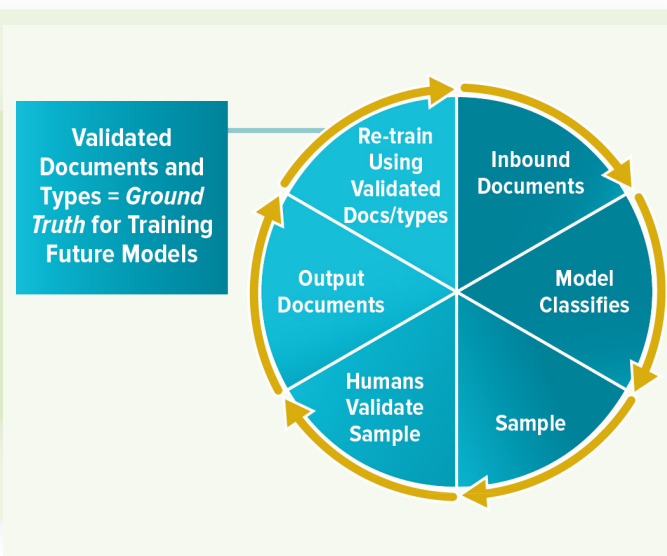 Validated
Documents and
Types = Ground
Truth for Training
Future Models
Re-train
Using
Validated
Docs/types
Inbound
Documents
Model
Classifies
Sample
Humans
Validate
Sample
Output
Documents